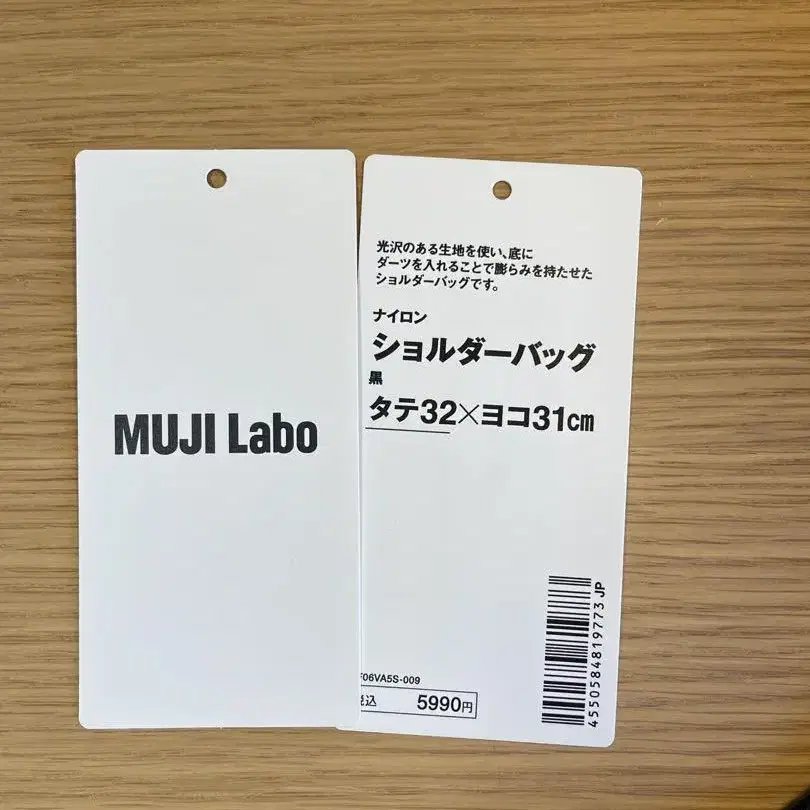 MUJI Labo
光沢のある生地を使い、底に
ダーツを入れることで膨らみを持たせた
ショルダーバッグです。
ナイロン
ショルダーバッグ
黒
タテ32×ヨコ31cm
4550584819773 JP
F06VA5S-009
税込 5990円